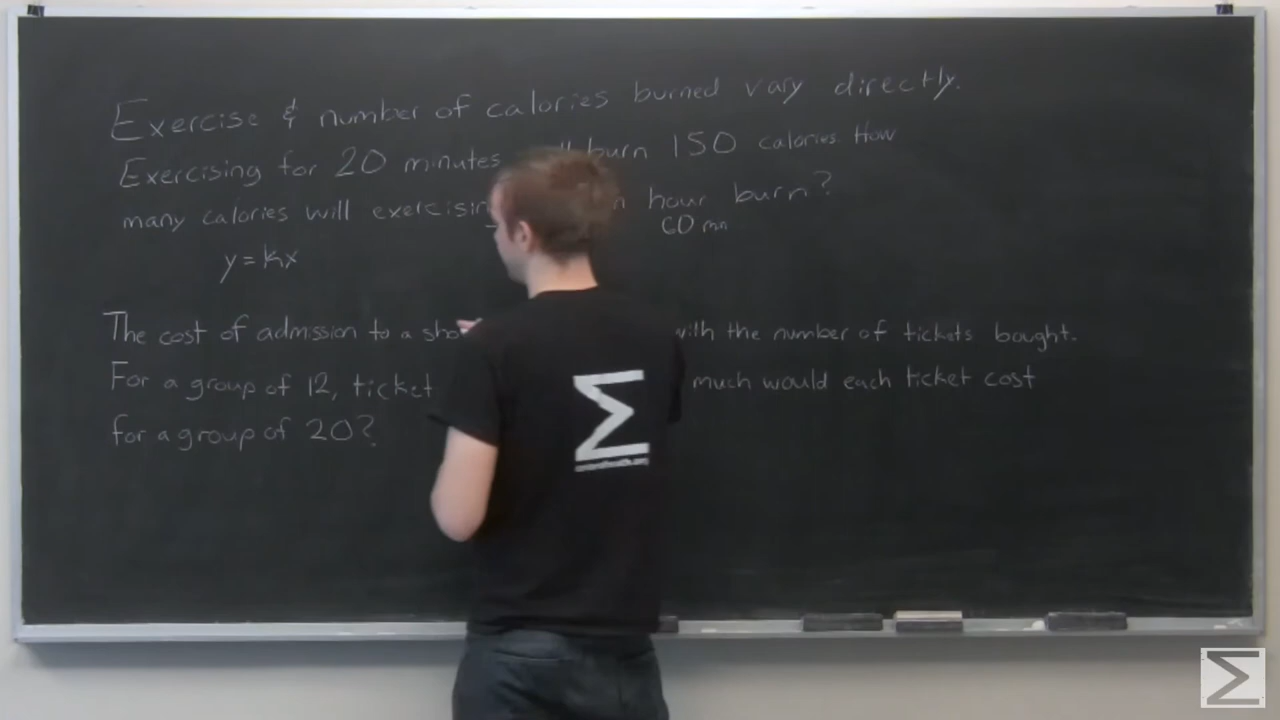 Exercise & number of calories burned vary directly.
Exercising for 20 minutes burn 150 calories. How
many calories will hour burn?
60 min
y = kx
The cost of admission to a with the number of tickets bought.
For a group of 12, ticket much would each ticket cost
for a group of 20?
Σ
Σ